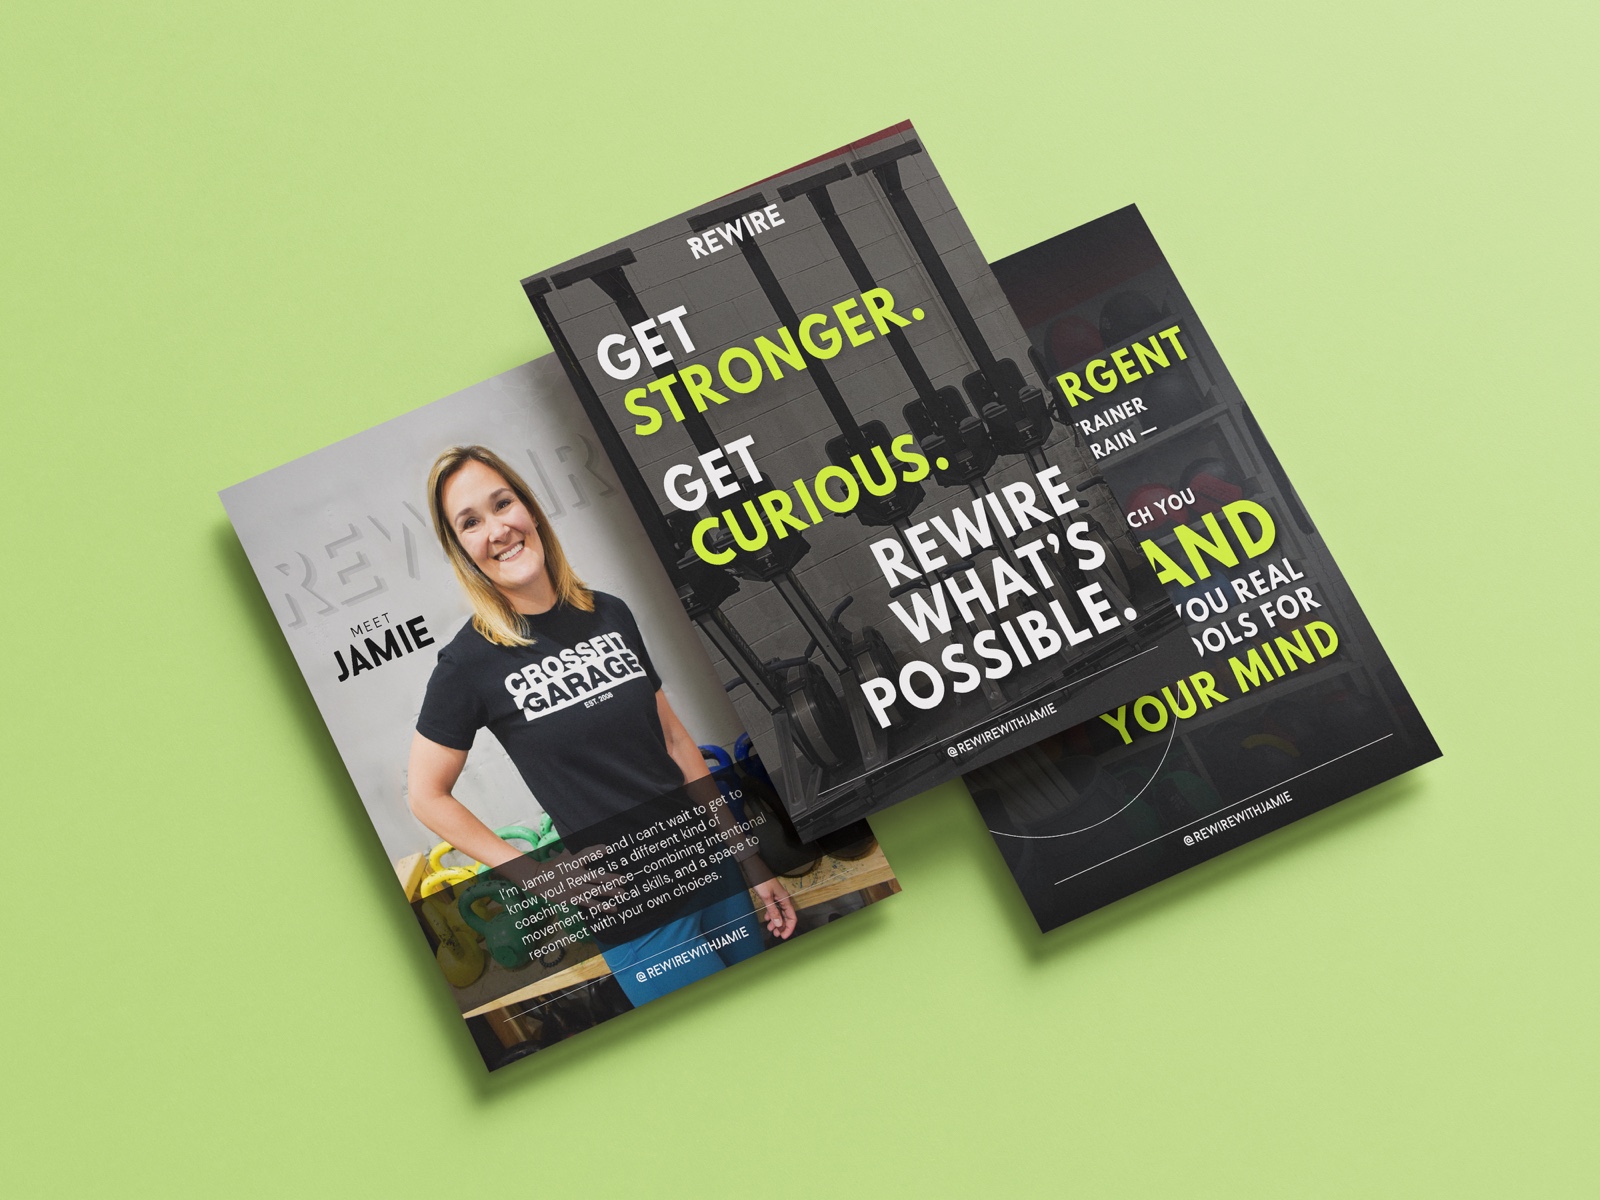 REWIRE
MEET
JAMIE
CROSSFIT
GARAGE
EST. 2008
I'm Jamie Thomas and I can't wait to get to
know you! Rewire is a different kind of
coaching experience—combining intentional
movement, practical skills, and a space to
reconnect with your own choices.
@REWIREWITHJAMIE
REWIRE
GET
STRONGER.
GET
CURIOUS.
REWIRE
WHAT'S
POSSIBLE.
@REWIREWITHJAMIE
RGENT
TRAINER
RAIN —
CH YOU
AND
YOU REAL
OOLS FOR
YOUR MIND
@REWIREWITHJAMIE